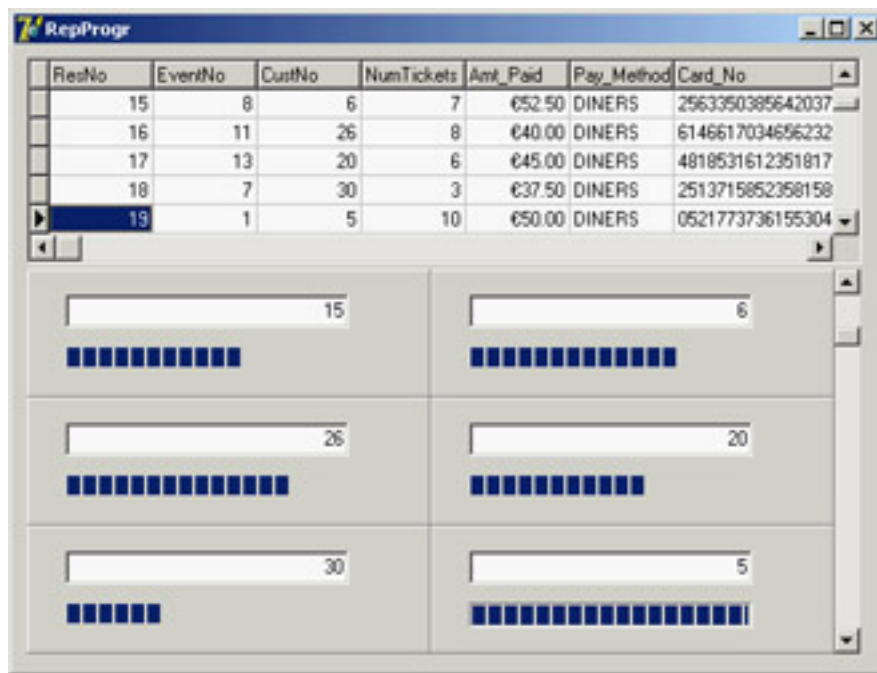 RepProgr
ResNo EventNo CustNo NumTickets Amt_Paid Pay_Method Card_No
15 8 6 7 €52.50 DINERS 2563350385642037
16 11 26 8 €40.00 DINERS 6146617034656232
17 13 20 6 €45.00 DINERS 4818531612351817
18 7 30 3 €37.50 DINERS 2513715852358158
19 1 5 10 €50.00 DINERS 0521773736155304
15 6
26 20
30 5